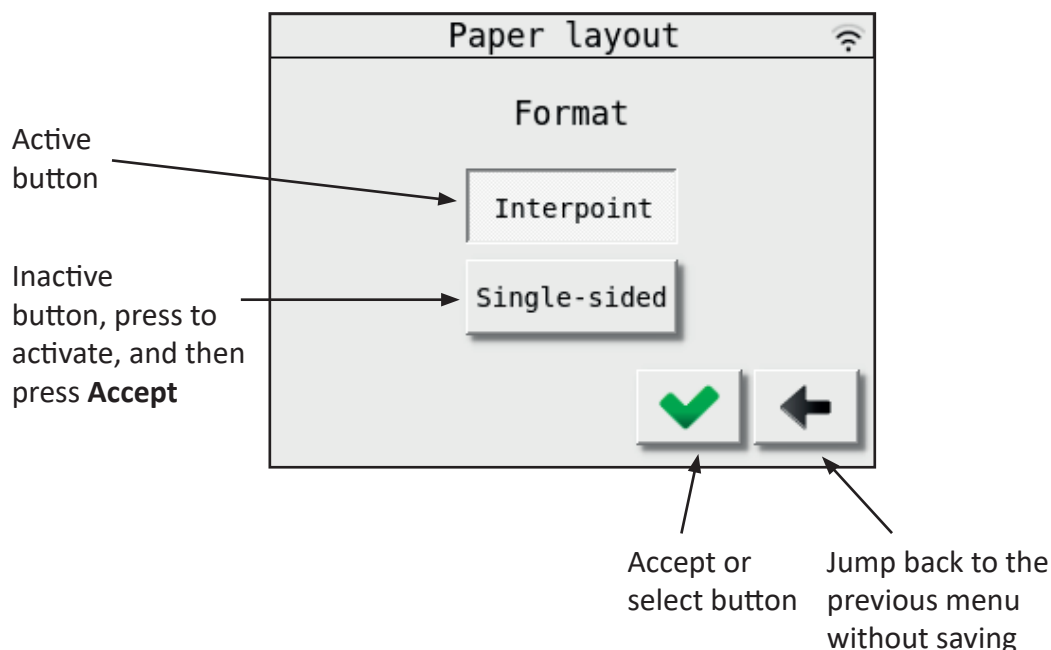 Paper layout
Format
Active
button
Interpoint
Inactive
button, press to
activate, and then
press Accept
Single-sided
Accept or
select button
Jump back to the
previous menu
without saving